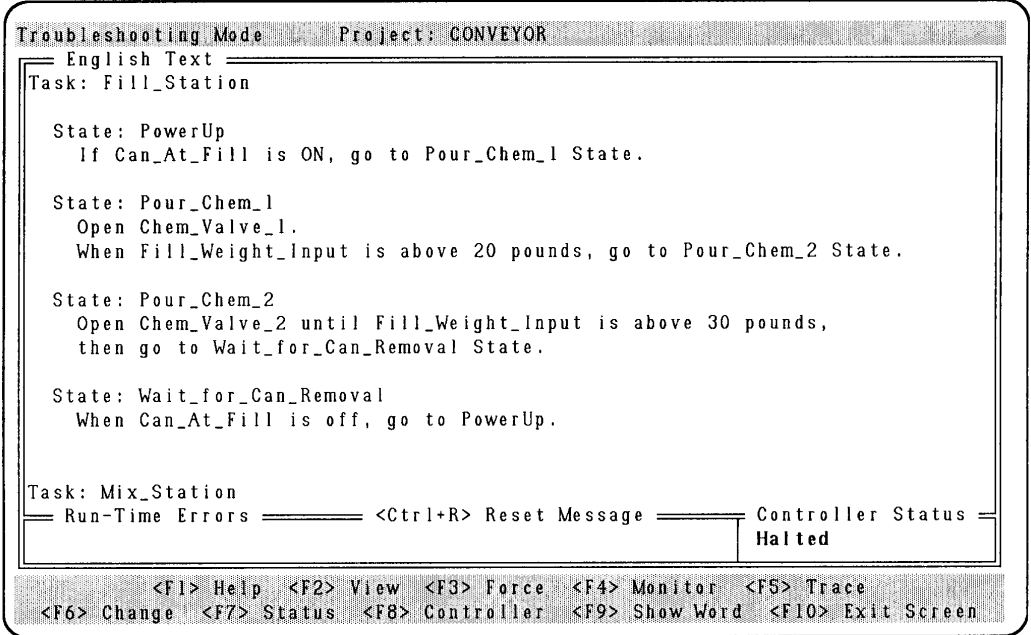 Troubleshooting Mode Project: CONVEYOR
English Text
Task: Fill_Station
State: PowerUp
If Can_At_Fill is ON, go to Pour_Chem_1 State.
State: Pour_Chem_1
Open Chem_Valve_1.
When Fill_Weight_Input is above 20 pounds, go to Pour_Chem_2 State.
State: Pour_Chem_2
Open Chem_Valve_2 until Fill_Weight_Input is above 30 pounds,
then go to Wait_for_Can_Removal State.
State: Wait_for_Can_Removal
When Can_At_Fill is off, go to PowerUp.
Task: Mix_Station
Run-Time Errors <Ctrl+R> Reset Message Controller Status
Halted
<F1> Help <F2> View <F3> Force <F4> Monitor <F5> Trace
<F6> Change <F7> Status <F8> Controller <F9> Show Word <F10> Exit Screen